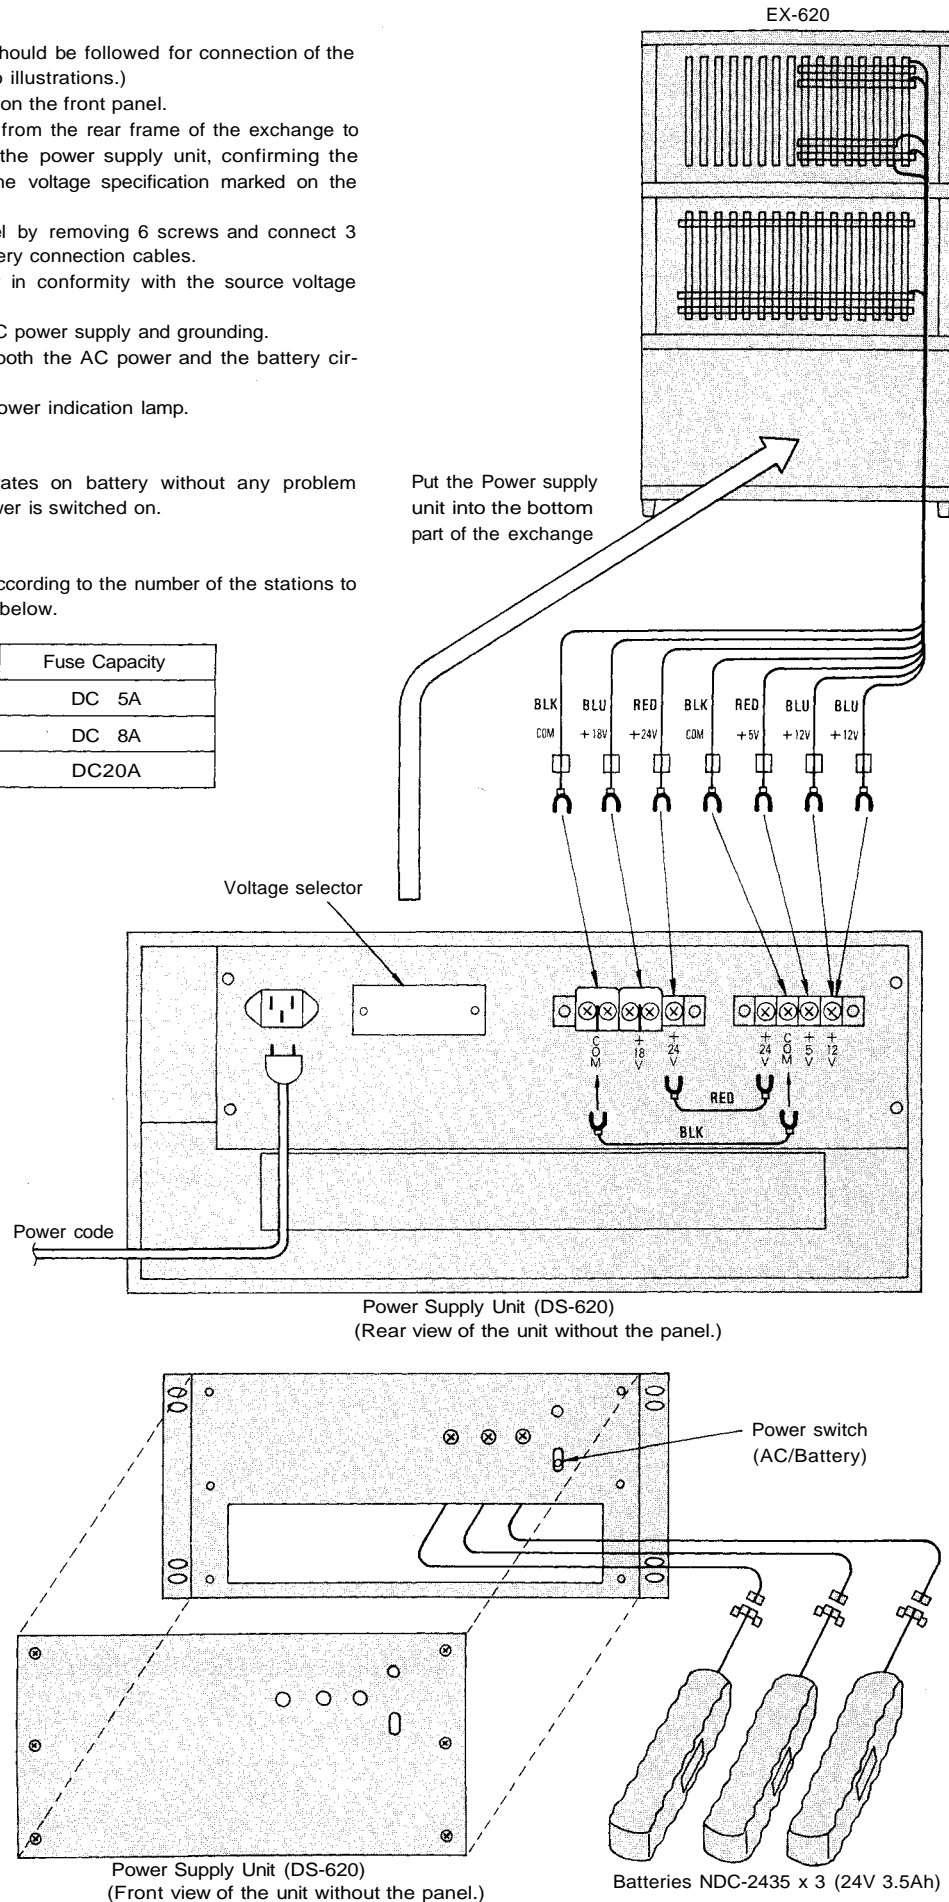 EX-620
hould be followed for connection of the
o illustrations.)
on the front panel.
from the rear frame of the exchange to
the power supply unit, confirming the
ne voltage specification marked on the
el by removing 6 screws and connect 3
ery connection cables.
in conformity with the source voltage
C power supply and grounding.
ooth the AC power and the battery cir-
ower indication lamp.
rates on battery without any problem
wer is switched on.
ccording to the number of the stations to
below.
Fuse Capacity
DC 5A
DC 8A
DC20A
Put the Power supply
unit into the bottom
part of the exchange
BLK BLU RED BLK RED BLU BLU
COM +18V +24V COM +5V +12V +12V
Voltage selector
COM +18V +24V +24V COM +5V +12V
RED
BLK
Power code
Power Supply Unit (DS-620)
(Rear view of the unit without the panel.)
Power switch
(AC/Battery)
Power Supply Unit (DS-620)
(Front view of the unit without the panel.)
Batteries NDC-2435 x 3 (24V 3.5Ah)